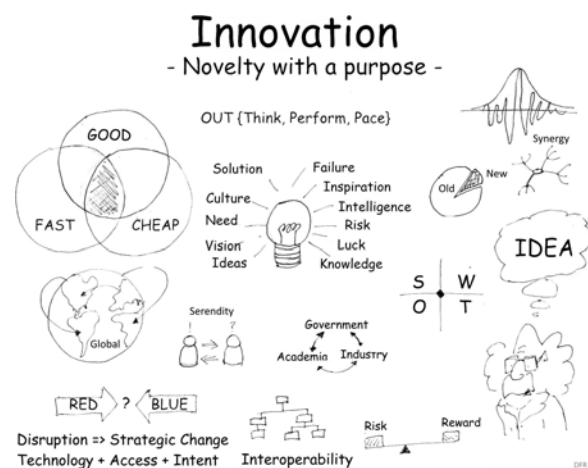 Innovation
- Novelty with a purpose -
OUT {Think, Perform, Pace}
GOOD
FAST
CHEAP
Solution
Culture
Need
Vision
Ideas
Failure
Inspiration
Intelligence
Risk
Luck
Knowledge
Synergy
Old
New
IDEA
S W
O T
Global
Serendity
! ?
Government
Academia
Industry
RED ? BLUE
Disruption => Strategic Change
Technology + Access + Intent
Interoperability
Risk
Reward